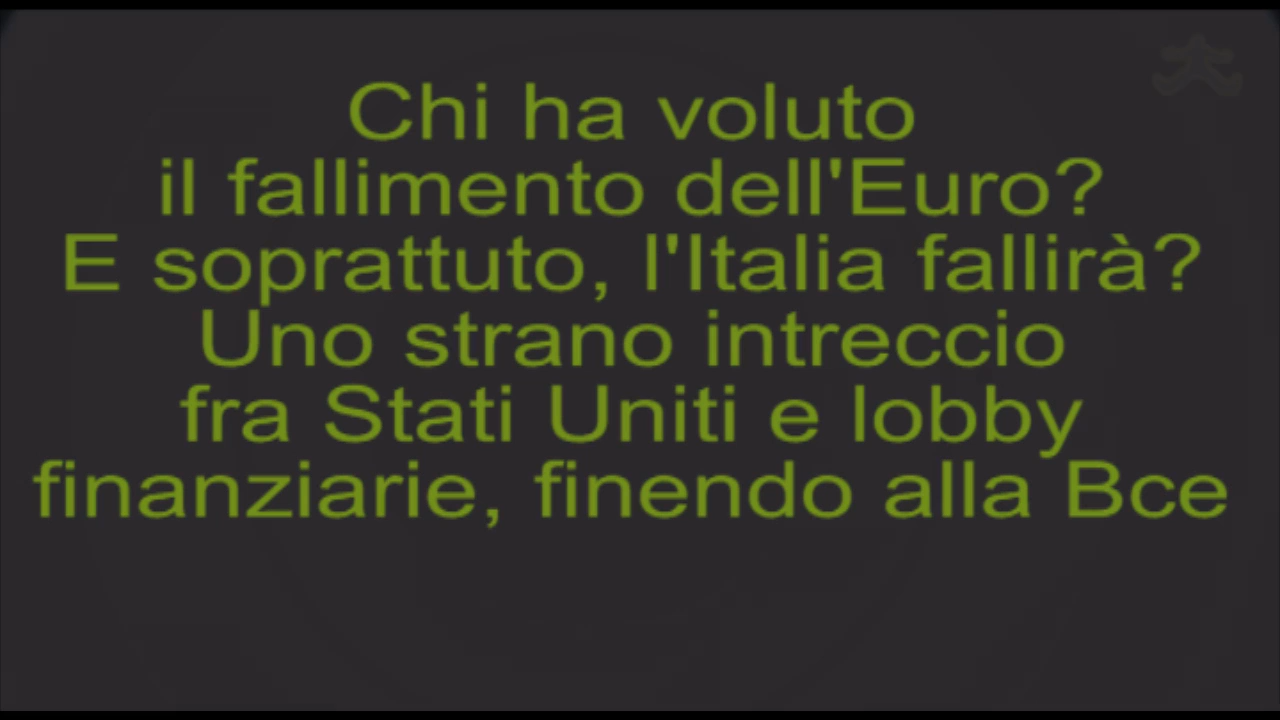 Chi ha voluto
il fallimento dell'Euro?
E soprattuto, l'Italia fallirà?
Uno strano intreccio
fra Stati Uniti e lobby
finanziarie, finendo alla Bce